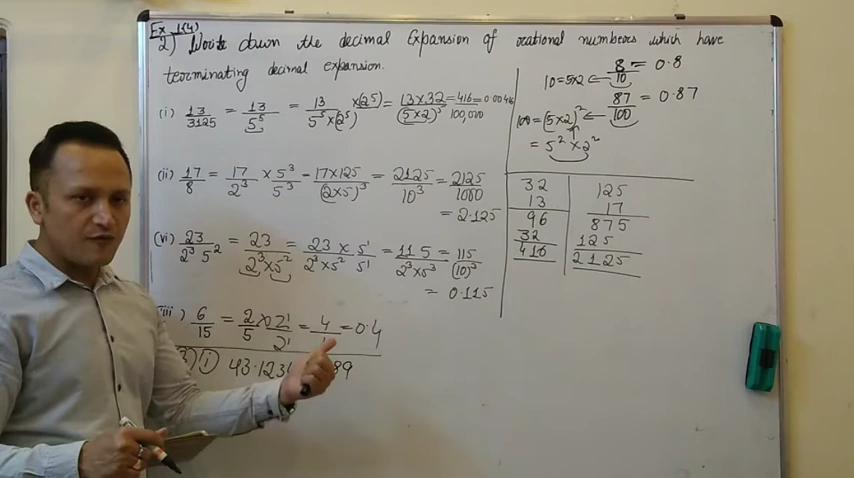 Ex 1(4)
2) Write down the decimal Expansion of rational numbers which have
terminating decimal expansion.
(i) 13/3125 = 13/5^5 = 13/5^5×(2^5) ×(2^5) = 13×32/(5×2)^5 = 416/100,000 = 0.00416
(ii) 17/8 = 17/2^3 × 5^3/5^3 - 17×125/(2×5)^3 = 2125/10^3 = 2125/1000
= 2.125
(vi) 23/2^3 5^2 = 23/2^3×5^2 = 23×5^1/2^3×5^2 5^1 = 115/2^3×5^3 = 115/(10)^3
= 0.115
viii) 6/15 = 2/5 × 2^1/2^1 = 4/1 = 0.4
3) (i) 43.123 89
8/10 = 0.8
10=5×2
87/100 = 0.87
100=(5×2)^2
= 5^2 × 2^2
32
13
96
32
416
125
17
875
125
2125